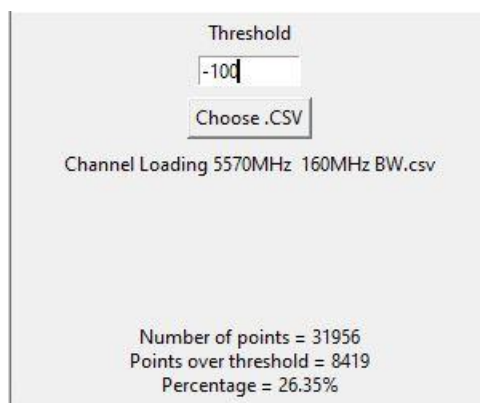 Threshold
-100
Choose .CSV
Channel Loading 5570MHz  160MHz BW.csv
Number of points = 31956
Points over threshold = 8419
Percentage = 26.35%